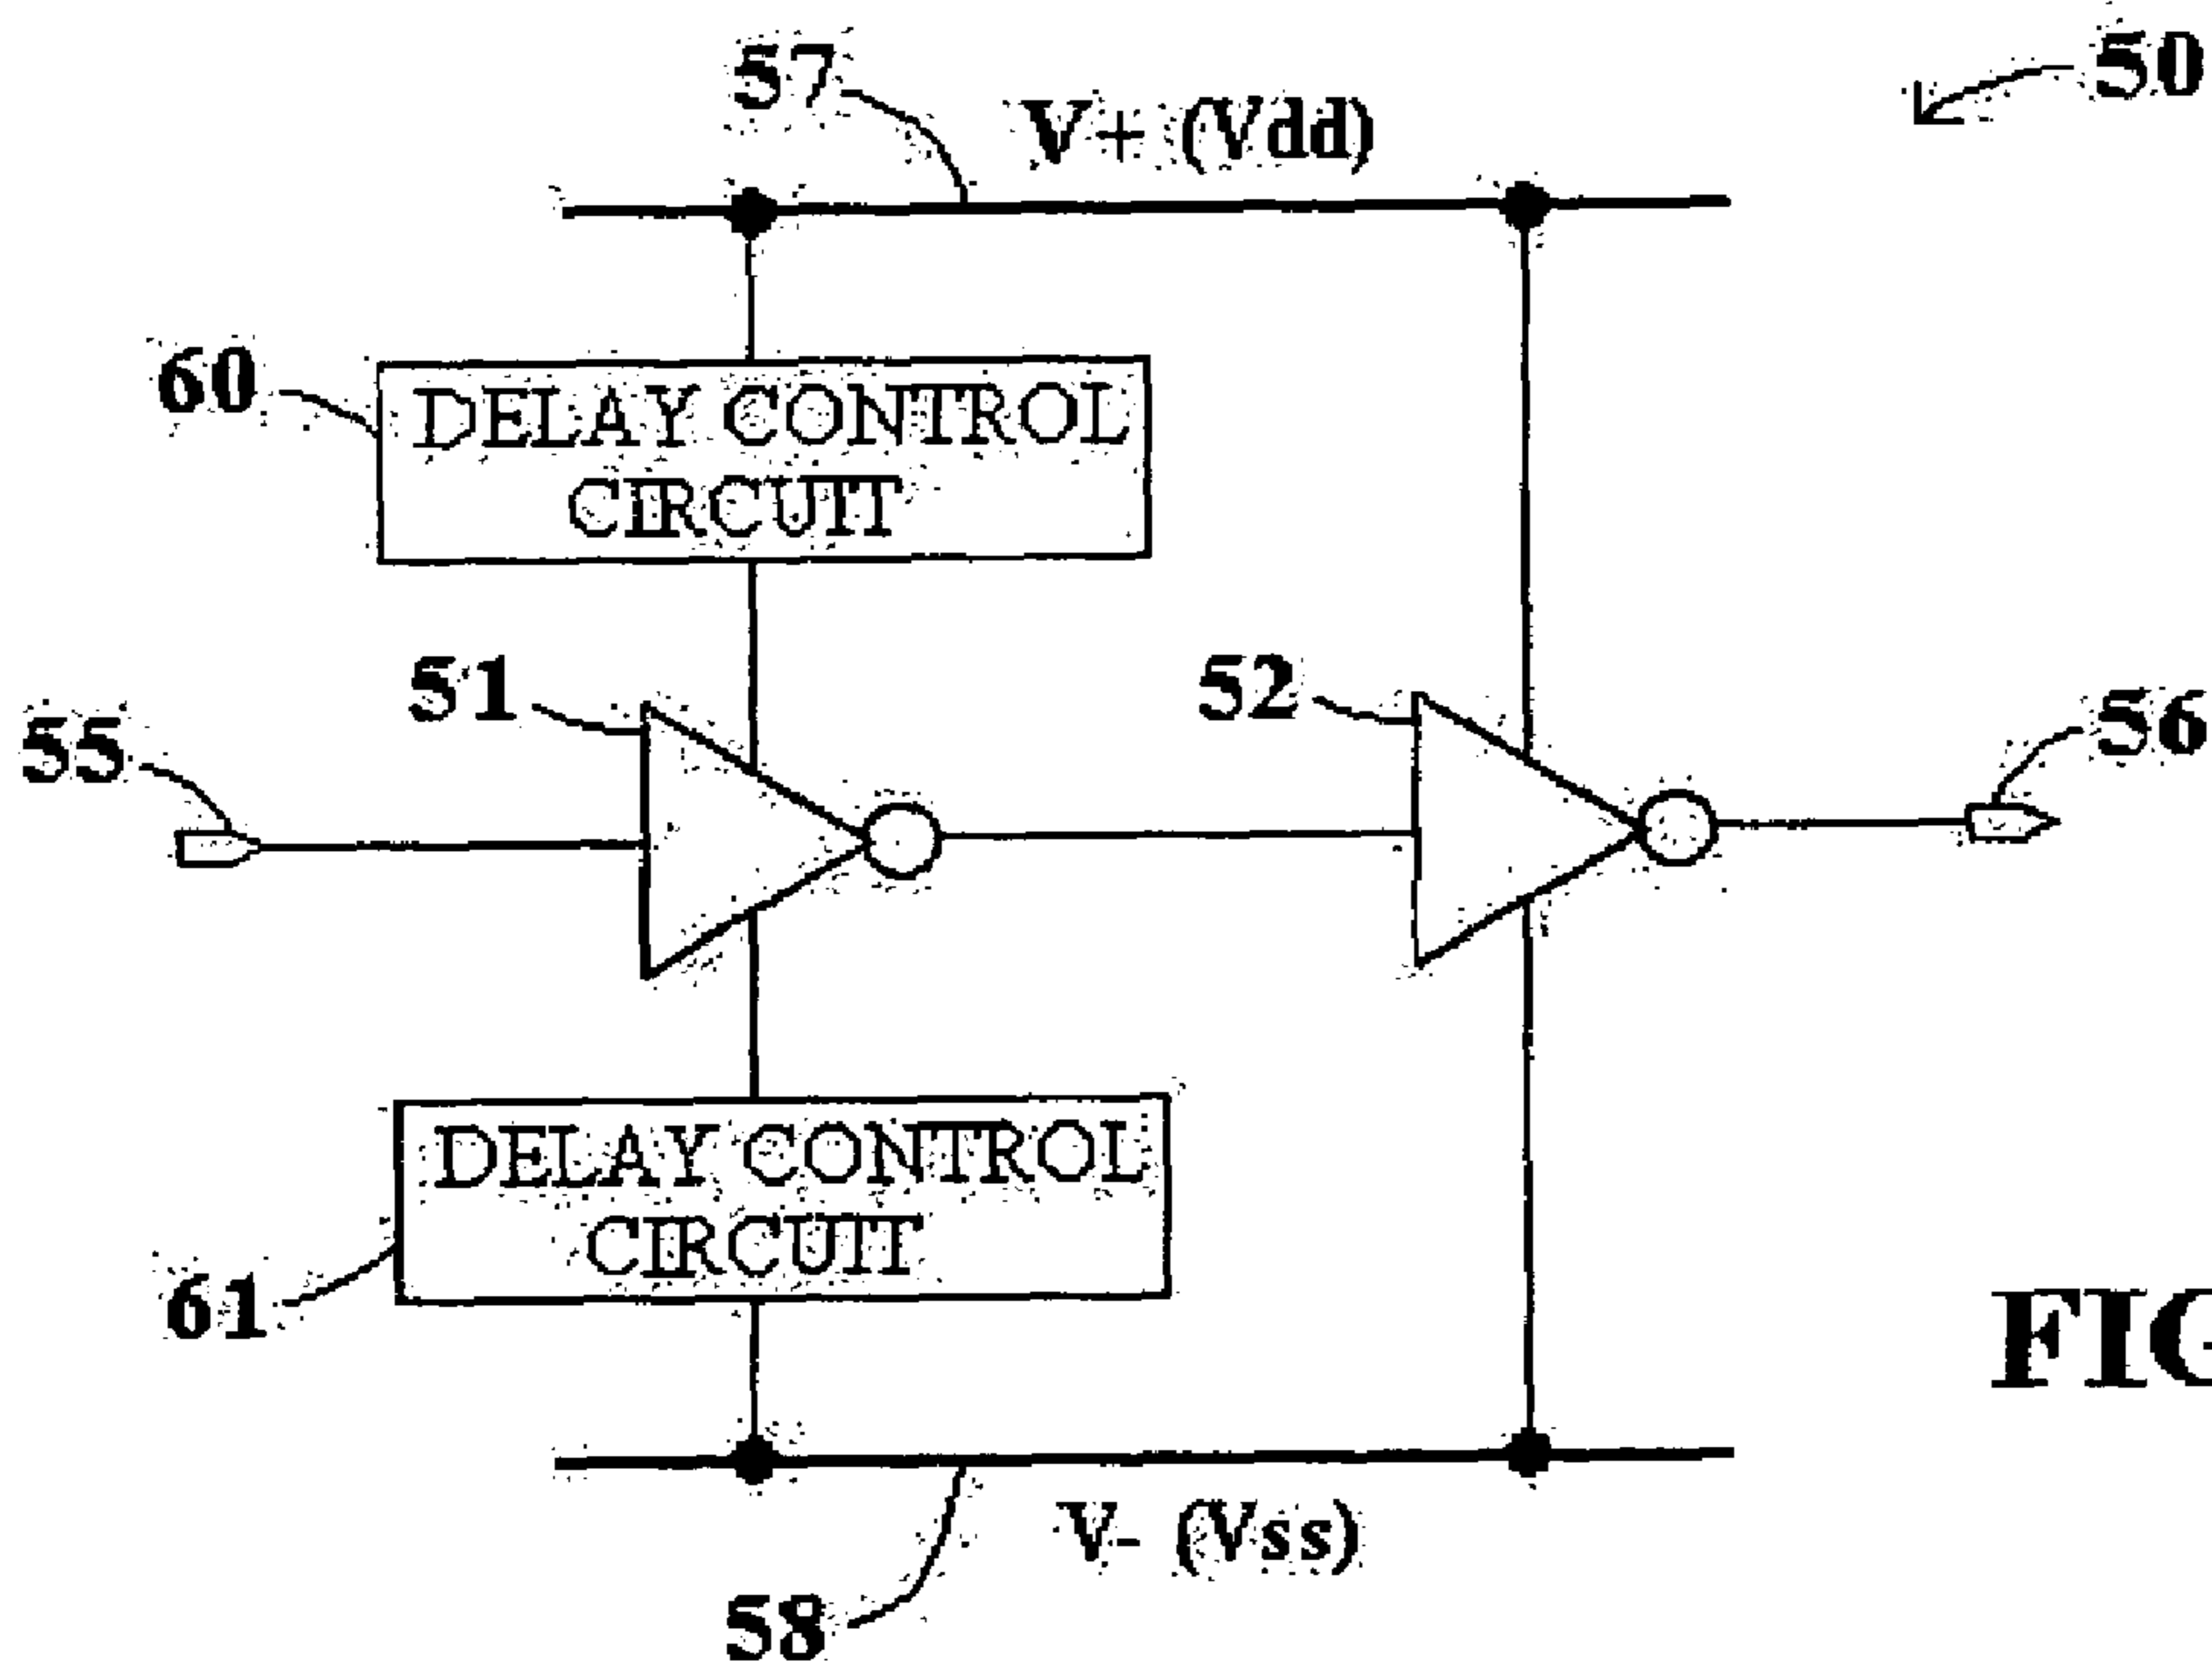 57
V+ (Vdd)
50
60
DELAY CONTROL
CIRCUIT
51
52
55
56
DELAY CONTROL
CIRCUIT
61
FIG
V- (Vss)
58